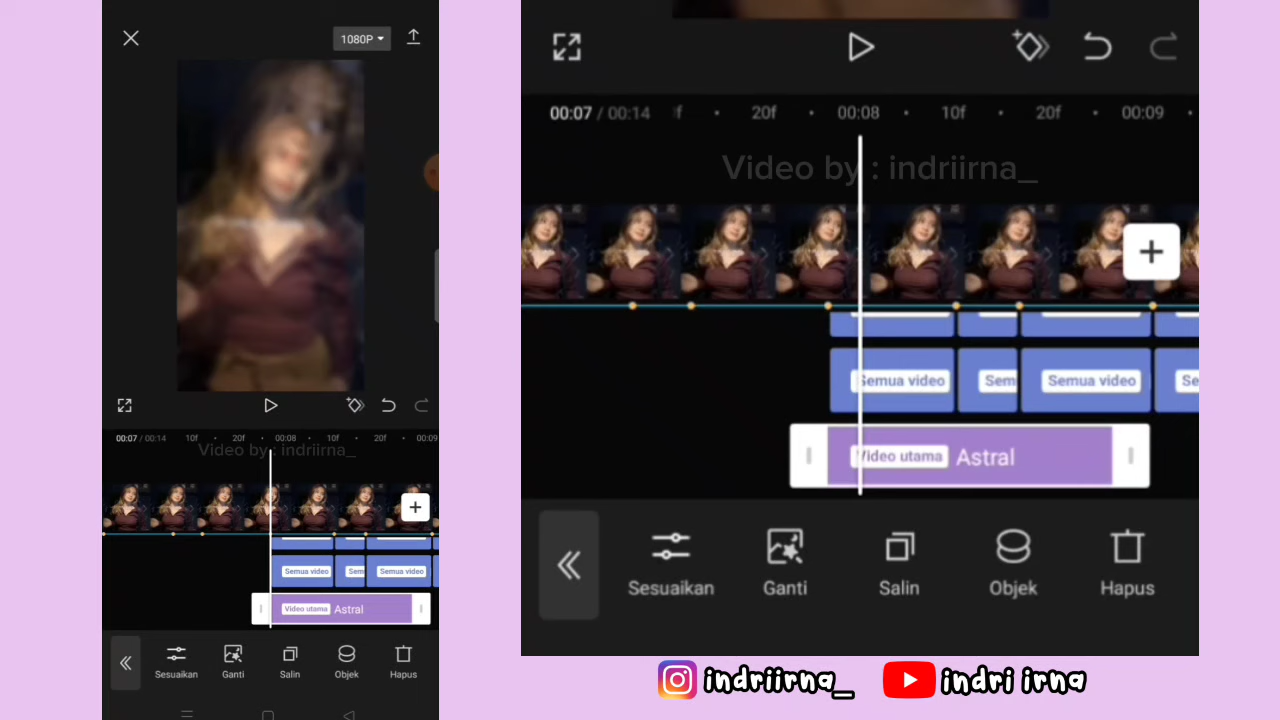 1080P
00:07 / 00:14 10f 20f 00:08 10f 20f 00:09
Video by : indriirna_
Semua video Sem Semua video
Video utama Astral
Sesuaikan Ganti Salin Objek Hapus
00:07 / 00:14 f 20f 00:08 10f 20f 00:09
Video by : indriirna_
Semua video Sem Semua video Se
Video utama Astral
Sesuaikan Ganti Salin Objek Hapus
indriirna_ indri irna